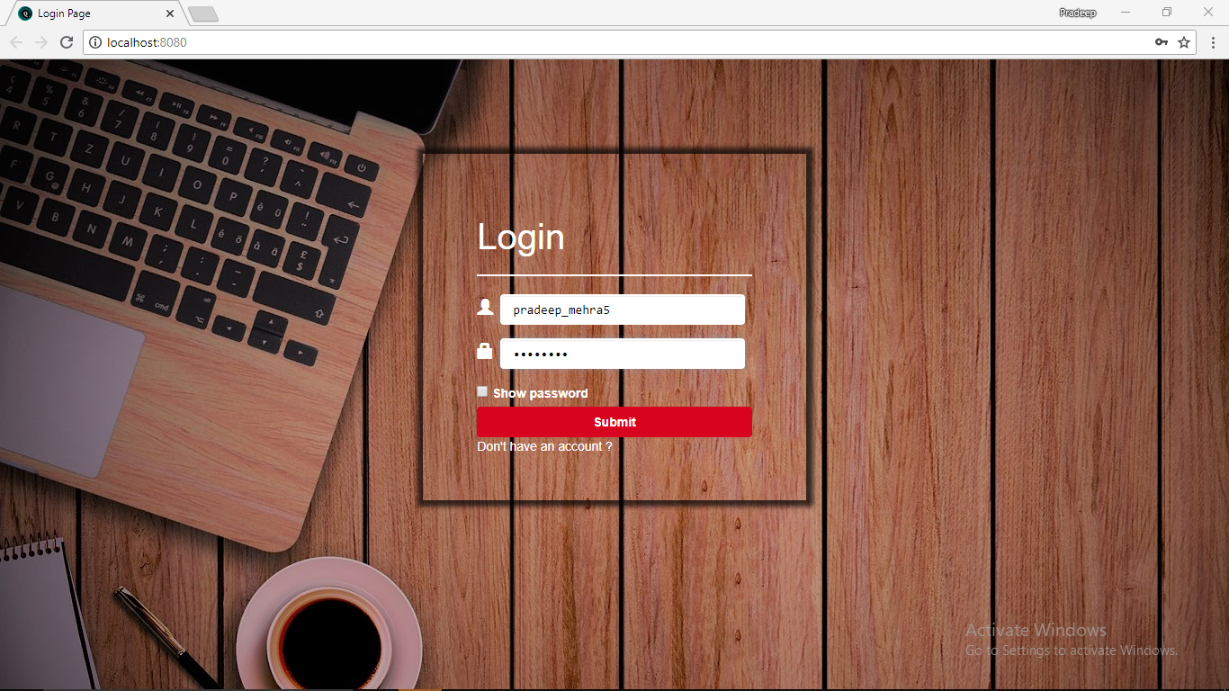 Login Page
Pradeep
localhost:8080
Login
pradeep_mehra5
••••••••
Show password
Submit
Don't have an account ?
Activate Windows
Go to Settings to activate Windows.